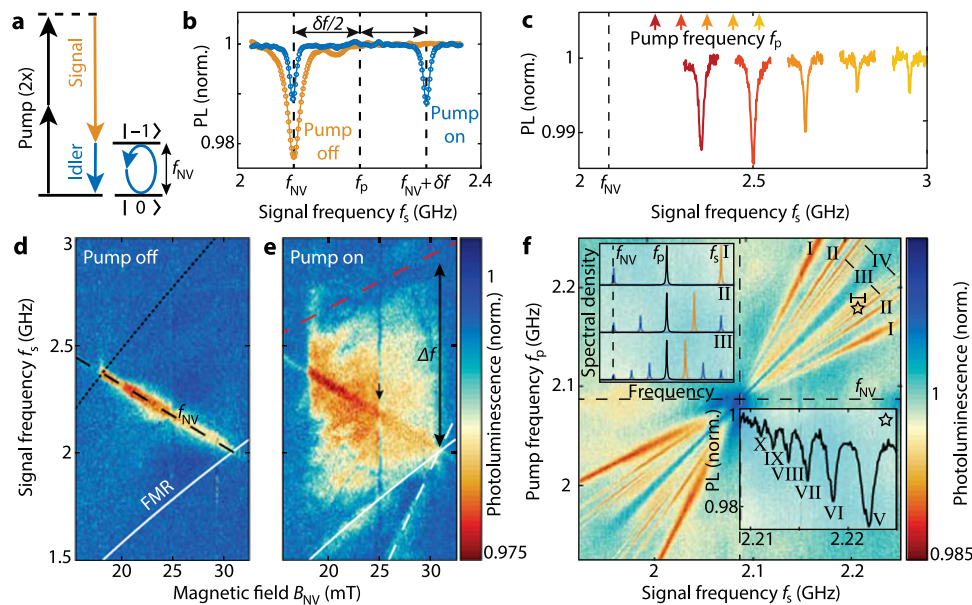 a
Pump (2x)
Signal
Idler
|−1⟩
f_NV
|0⟩
b
PL (norm.)
1
0.98
δf/2
Pump off
Pump on
2
f_NV
f_p
f_NV+δf
2.4
Signal frequency f_s (GHz)
c
PL (norm.)
1
0.99
Pump frequency f_p
2
f_NV
2.5
3
Signal frequency f_s (GHz)
d
Pump off
Signal frequency f_s (GHz)
3
2.5
2
1.5
f_NV
FMR
20
25
30
e
Pump on
Δf
20
25
30
Magnetic field B_NV (mT)
Photoluminescence (norm.)
1
0.975
f
Pump frequency f_p (GHz)
2.2
2.1
2
Spectral density
f_NV
f_p
f_s
I
II
III
Frequency
I
II
III
IV
II
I
f_NV
PL (norm.)
1
0.98
X
IX
VIII
VII
VI
V
2.21
2.22
2
2.1
2.2
Signal frequency f_s (GHz)
Photoluminescence (norm.)
1
0.985